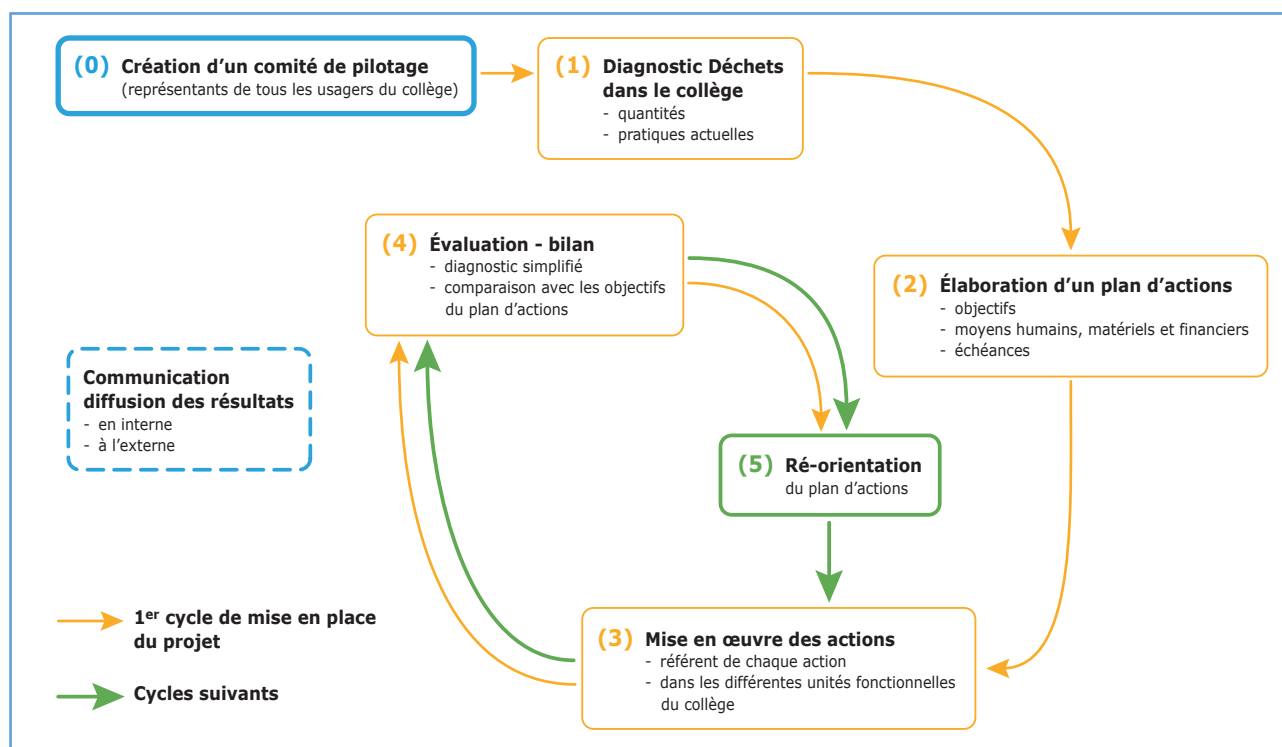 (0) Création d'un comité de pilotage
(représentants de tous les usagers du collège)
(1) Diagnostic Déchets
dans le collège
- quantités
- pratiques actuelles
(4) Évaluation - bilan
- diagnostic simplifié
- comparaison avec les objectifs
du plan d'actions
(2) Élaboration d'un plan d'actions
- objectifs
- moyens humains, matériels et financiers
- échéances
Communication
diffusion des résultats
- en interne
- à l'externe
(5) Ré-orientation
du plan d'actions
(3) Mise en œuvre des actions
- référent de chaque action
- dans les différentes unités fonctionnelles
du collège
1er cycle de mise en place
du projet
Cycles suivants